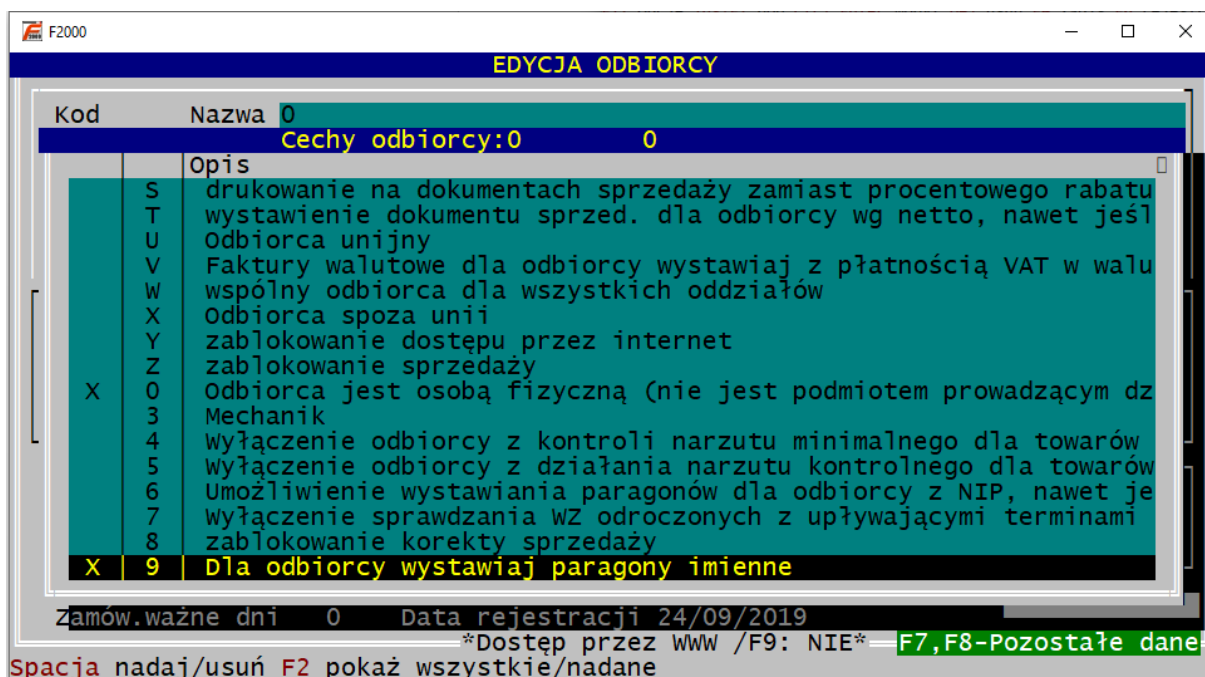 F2000
EDYCJA ODBIORCY
Kod Nazwa 0
Cechy odbiorcy:0 0
Opis
S drukowanie na dokumentach sprzedaży zamiast procentowego rabatu
T wystawienie dokumentu sprzed. dla odbiorcy wg netto, nawet jeśl
U Odbiorca unijny
V Faktury walutowe dla odbiorcy wystawiaj z płatnością VAT w walu
W wspólny odbiorca dla wszystkich oddziałów
X Odbiorca spoza unii
Y zablokowanie dostępu przez internet
Z zablokowanie sprzedaży
X 0 Odbiorca jest osobą fizyczną (nie jest podmiotem prowadzącym dz
3 Mechanik
4 Wyłączenie odbiorcy z kontroli narzutu minimalnego dla towarów
5 Wyłączenie odbiorcy z działania narzutu kontrolnego dla towarów
6 Umożliwienie wystawiania paragonów dla odbiorcy z NIP, nawet je
7 Wyłączenie sprawdzania WZ odroczonych z upływającymi terminami
8 zablokowanie korekty sprzedaży
X 9 Dla odbiorcy wystawiaj paragony imienne
Zamów.ważne dni 0 Data rejestracji 24/09/2019
*Dostęp przez WWW /F9: NIE* F7,F8-Pozostałe dane
Spacja nadaj/usuń F2 pokaż wszystkie/nadane